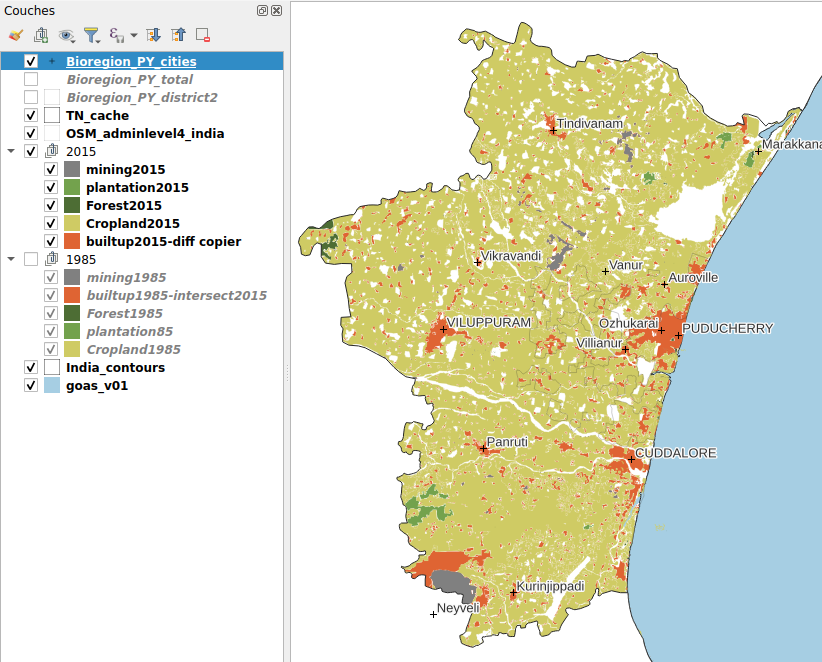 Couches
Bioregion_PY_cities
Bioregion_PY_total
Bioregion_PY_district2
TN_cache
OSM_adminlevel4_india
2015
mining2015
plantation2015
Forest2015
Cropland2015
builtup2015-diff copier
1985
mining1985
builtup1985-intersect2015
Forest1985
plantation85
Cropland1985
India_contours
goas_v01
Tindivanam
Marakkana
Vikravandi
Vanur
Auroville
VILUPPURAM
Ozhukarai
PUDUCHERRY
Villianur
Panruti
CUDDALORE
Kurinjippadi
Neyveli